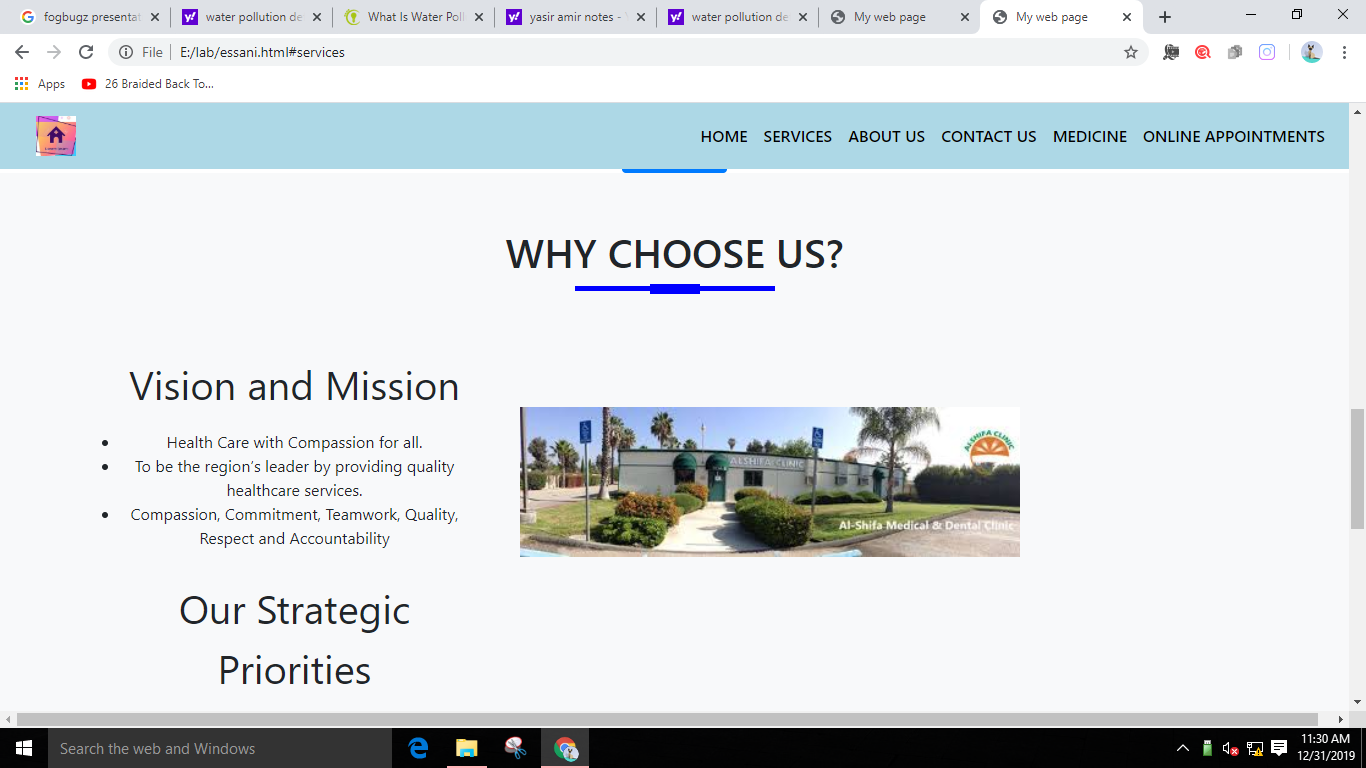 fogbugz presentat
water pollution de
What Is Water Poll
yasir amir notes - Y
water pollution de
My web page
My web page
File
E:/lab/essani.html#services
Apps
26 Braided Back To...
HOME SERVICES ABOUT US CONTACT US MEDICINE ONLINE APPOINTMENTS
WHY CHOOSE US?
Vision and Mission
Health Care with Compassion for all.
To be the region's leader by providing quality
healthcare services.
Compassion, Commitment, Teamwork, Quality,
Respect and Accountability
ALSHIFA CLINIC
ALSHIFA CLINIC
Al-Shifa Medical & Dental Clinic
Our Strategic
Priorities
Search the web and Windows
11:30 AM
12/31/2019